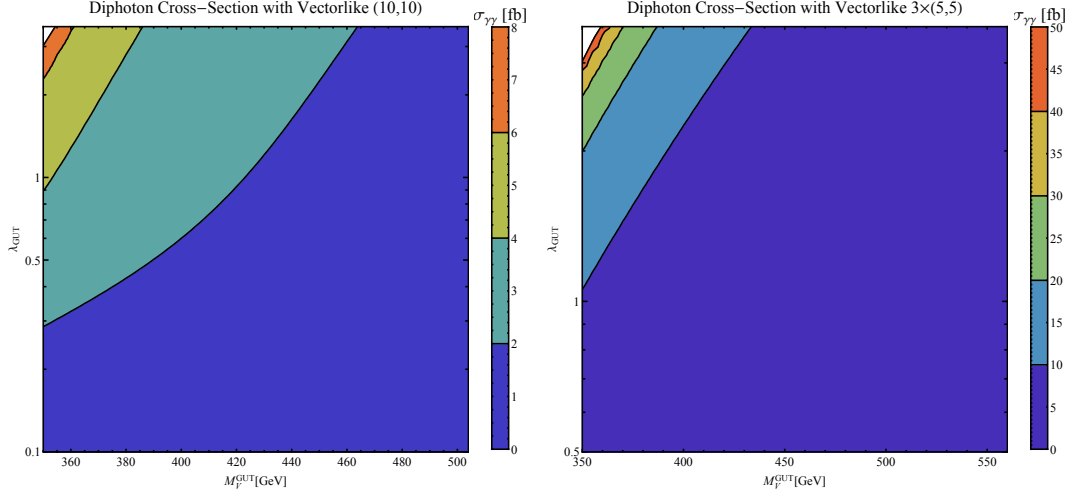 Diphoton Cross−Section with Vectorlike (10,10)
σγγ [fb]
8
7
6
5
4
3
2
1
0
1
0.5
0.1
λGUT
360 380 400 420 440 460 480 500
M_V^GUT[GeV]
Diphoton Cross−Section with Vectorlike 3×(5,5)
σγγ [fb]
50
45
40
35
30
25
20
15
10
5
0
1
0.5
λGUT
350 400 450 500 550
M_V^GUT[GeV]